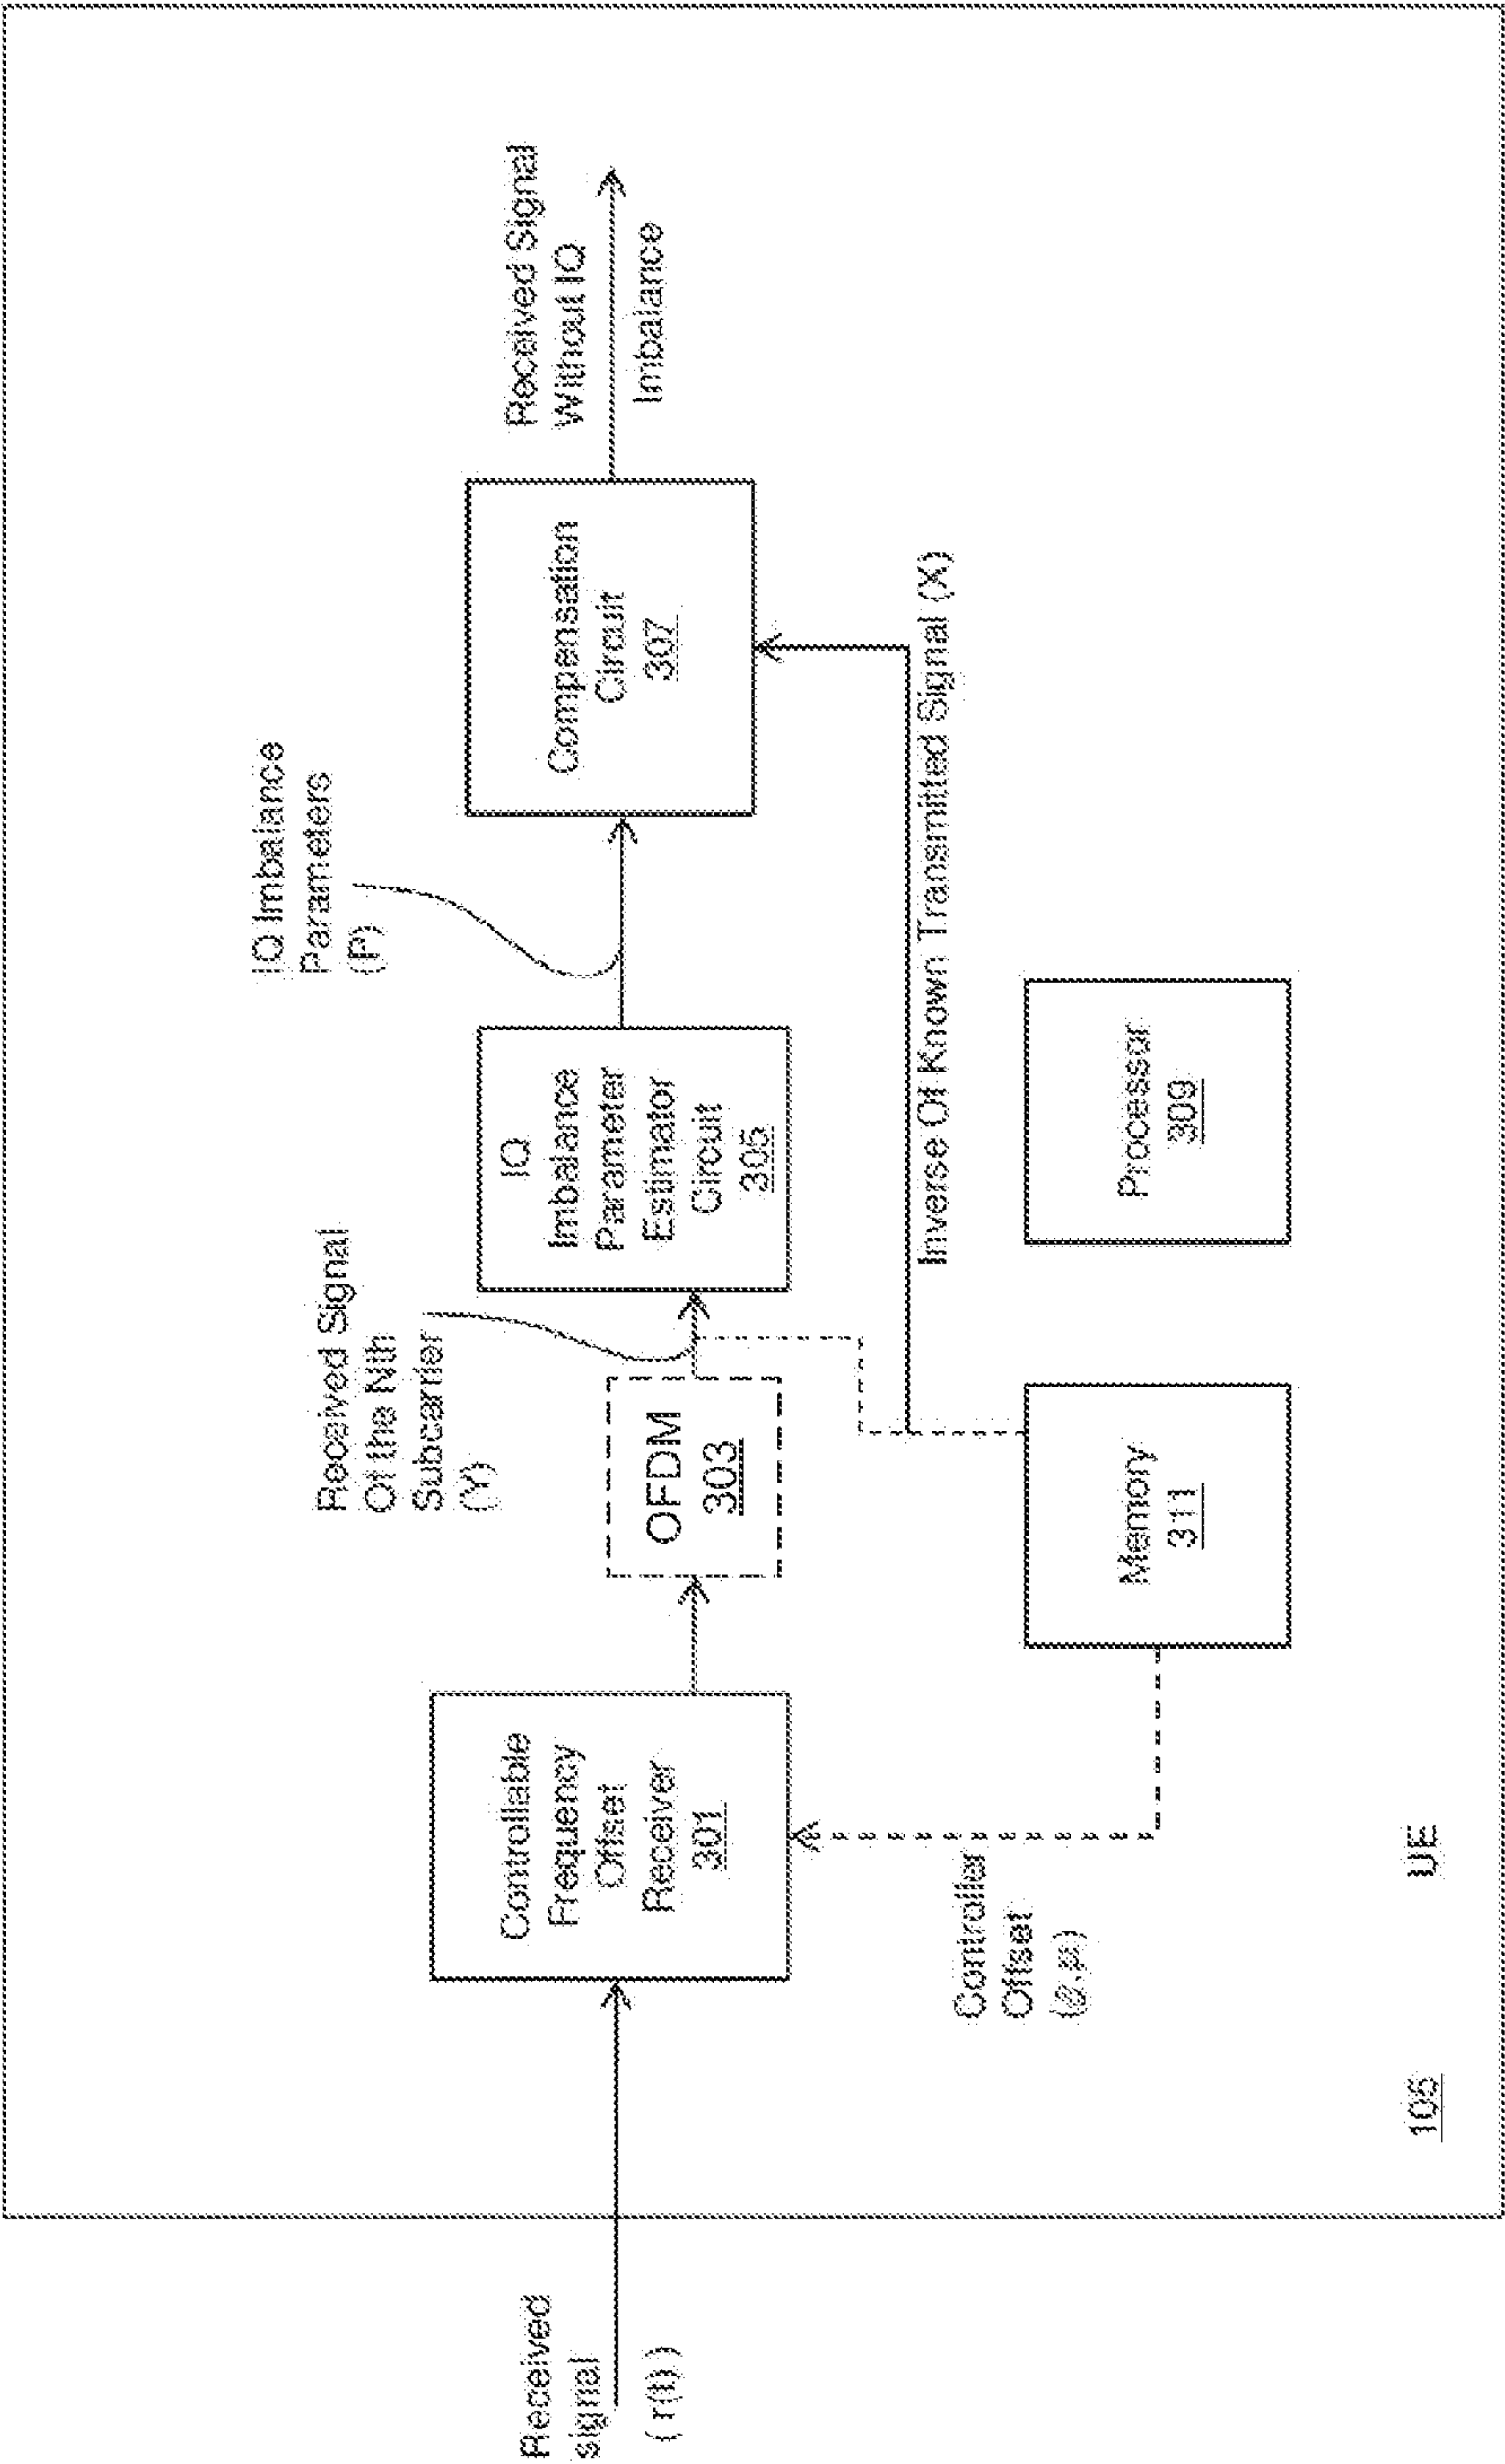 Received
signal
( r(t) )
Controllable
Frequency
Offset
Receiver
301
OFDM
303
Received Signal
Of the Nth
Subcarrier
(Y)
IQ
Imbalance
Parameter
Estimator
Circuit
305
IQ Imbalance
Parameters
(P)
Compensation
Circuit
307
Received Signal
Without IQ
Imbalance
Controller
Offset
Inverse Of Known Transmitted Signal (X)
Memory
311
Processor
309
106
UE